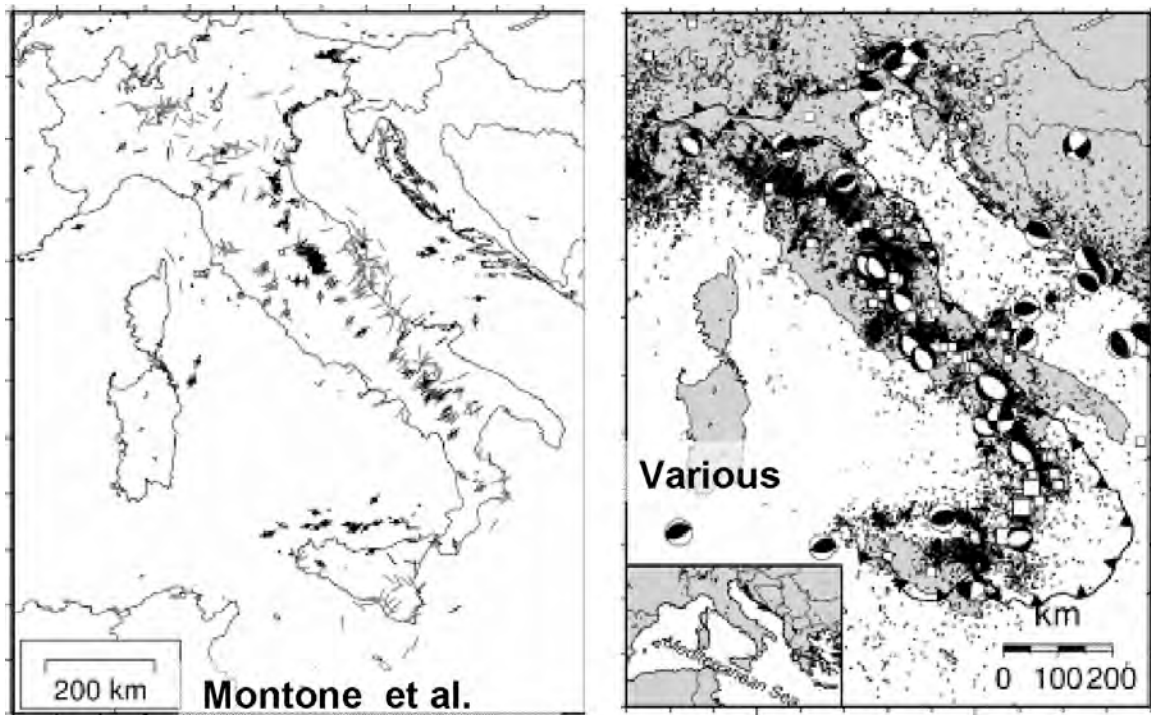 200 km
Montone et al.
Various
Mediterranean Sea
km
0 100 200